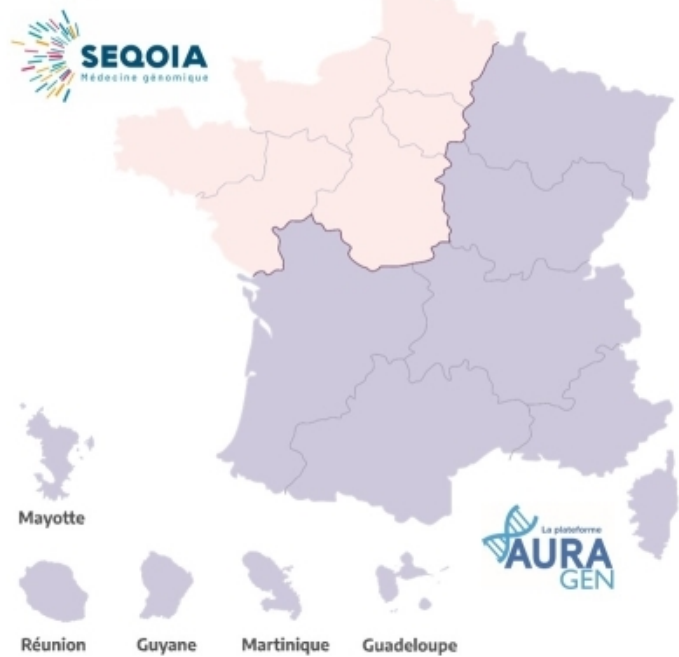 SEQOIA
Médecine génomique
Mayotte
La plateforme
AURA
GEN
Réunion
Guyane
Martinique
Guadeloupe